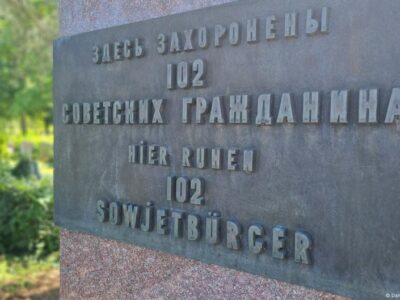 ЗДЕСЬ ЗАХОРОНЕНЫ
102
СОВЕТСКИХ ГРАЖДАНИНА
HIER RUHEN
102
SOWJETBÜRGER